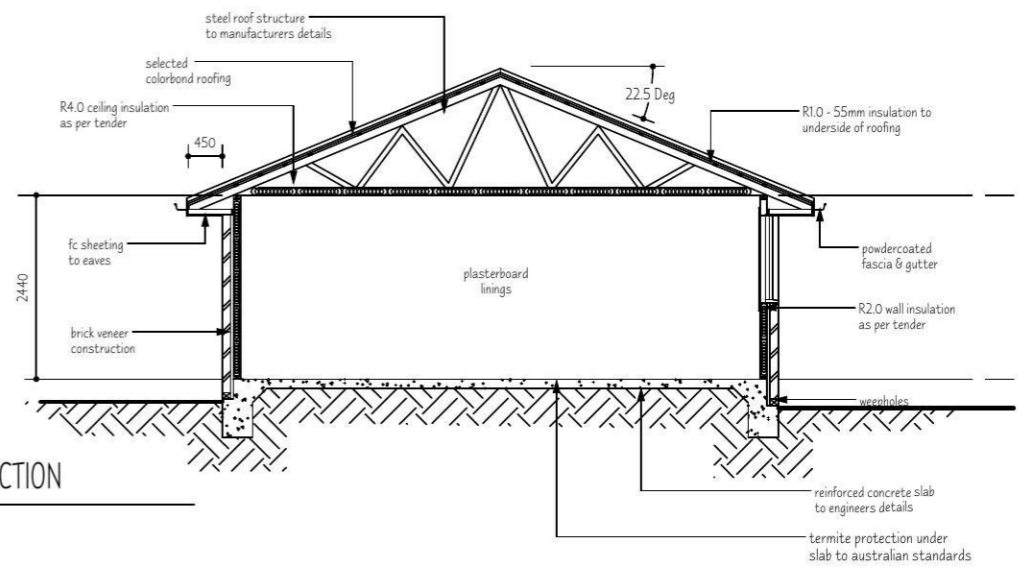 steel roof structure
to manufacturers details
selected
colorbond roofing
R4.0 ceiling insulation
as per tender
450
22.5 Deg
R1.0 - 55mm insulation to
underside of roofing
fc sheeting
to eaves
2440
plasterboard
linings
powdercoated
fascia & gutter
R2.0 wall insulation
as per tender
brick veneer
construction
weepholes
CTION
reinforced concrete slab
to engineers details
termite protection under
slab to australian standards